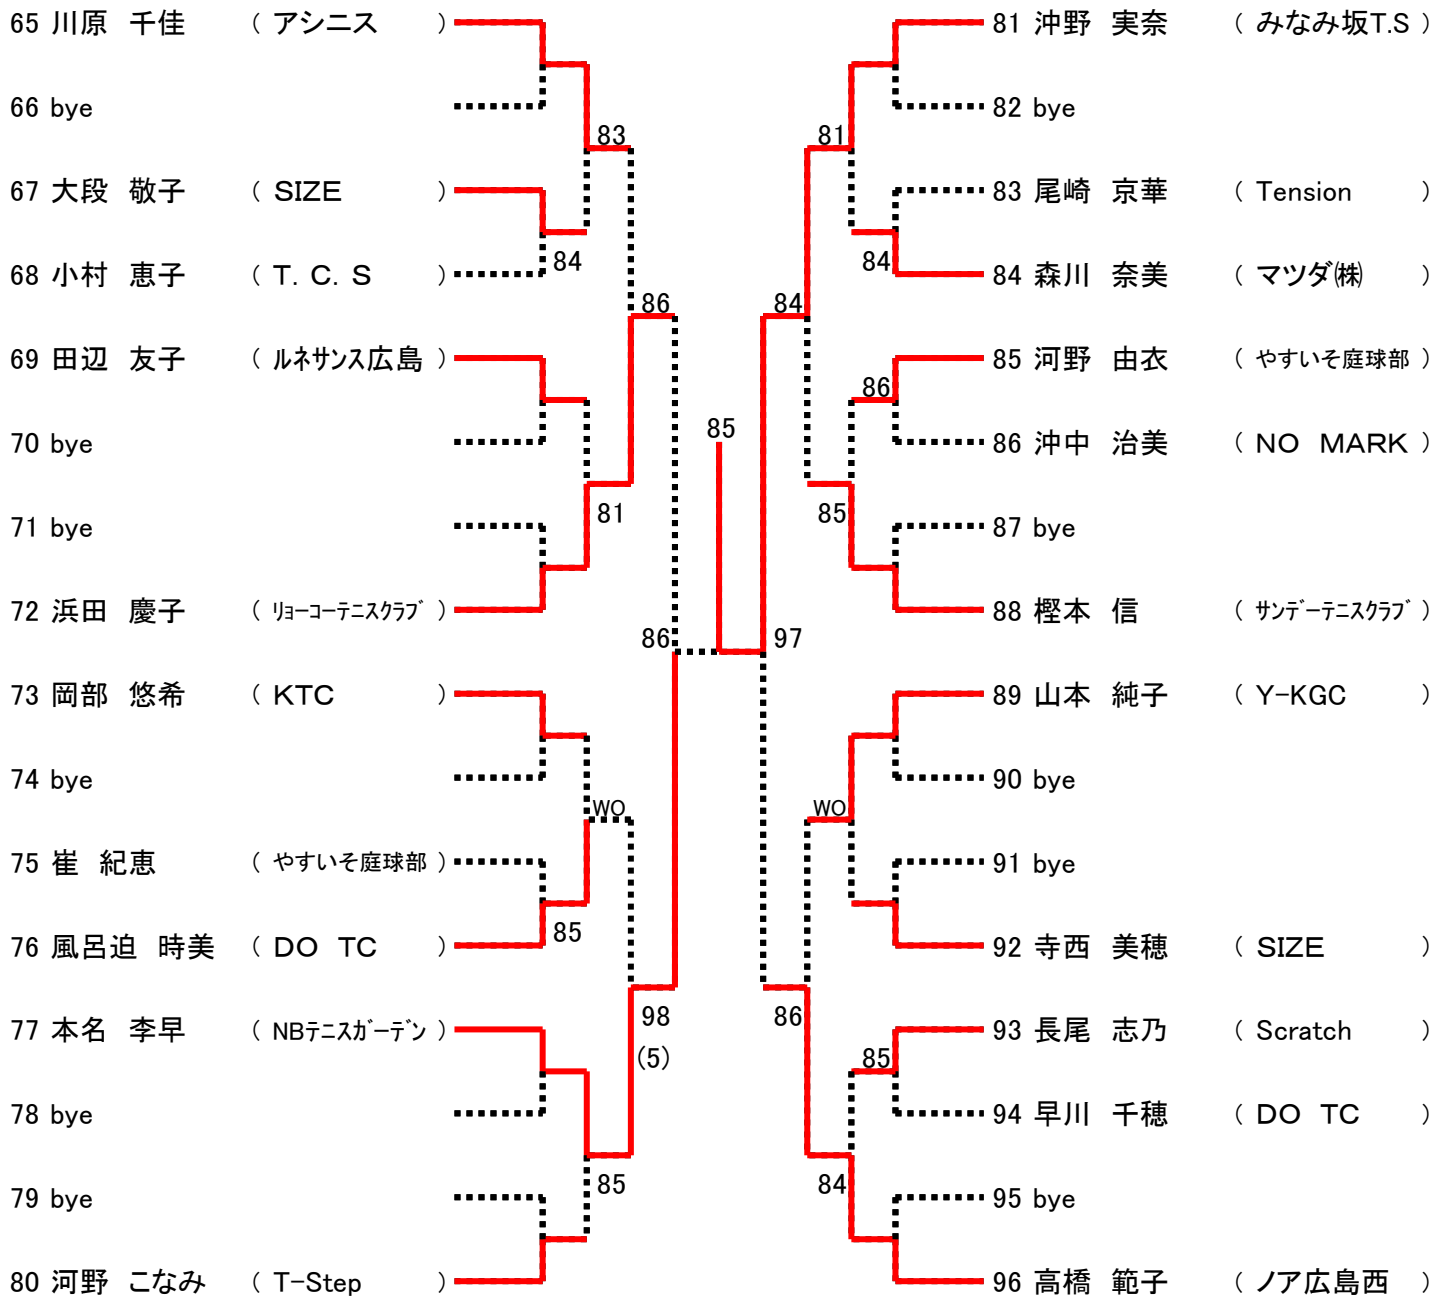 65 川原 千佳 ( アシニス )
66 bye
67 大段 敬子 ( SIZE )
68 小村 恵子 ( T. C. S )
69 田辺 友子 ( ルネサンス広島 )
70 bye
71 bye
72 浜田 慶子 ( リョーコーテニスクラブ )
73 岡部 悠希 ( KTC )
74 bye
75 崔 紀恵 ( やすいそ庭球部 )
76 風呂迫 時美 ( DO TC )
77 本名 李早 ( NBテニスガーデン )
78 bye
79 bye
80 河野 こなみ ( T-Step )
83
84
86
81
86
WO
85
98
(5)
85
85
97
81
84
84
86
85
WO
86
85
84
81 沖野 実奈 ( みなみ坂T.S )
82 bye
83 尾崎 京華 ( Tension )
84 森川 奈美 ( マツダ㈱ )
85 河野 由衣 ( やすいそ庭球部 )
86 沖中 治美 ( NO MARK )
87 bye
88 樫本 信 ( サンデーテニスクラブ )
89 山本 純子 ( Y-KGC )
90 bye
91 bye
92 寺西 美穂 ( SIZE )
93 長尾 志乃 ( Scratch )
94 早川 千穂 ( DO TC )
95 bye
96 高橋 範子 ( ノア広島西 )